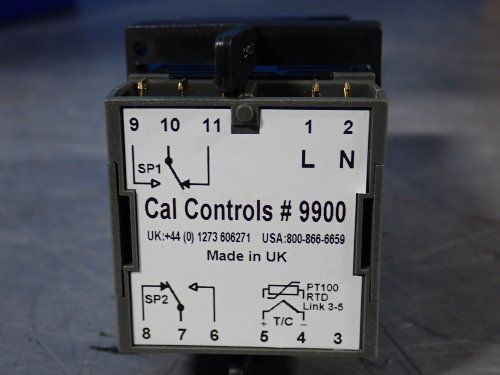 9 10 11 1 2
SP1 L N
Cal Controls # 9900
UK:+44 (0) 1273 606271 USA:800-866-6659
Made in UK
PT100
SP2 RTD
Link 3-5
+ T/C -
8 7 6 5 4 3